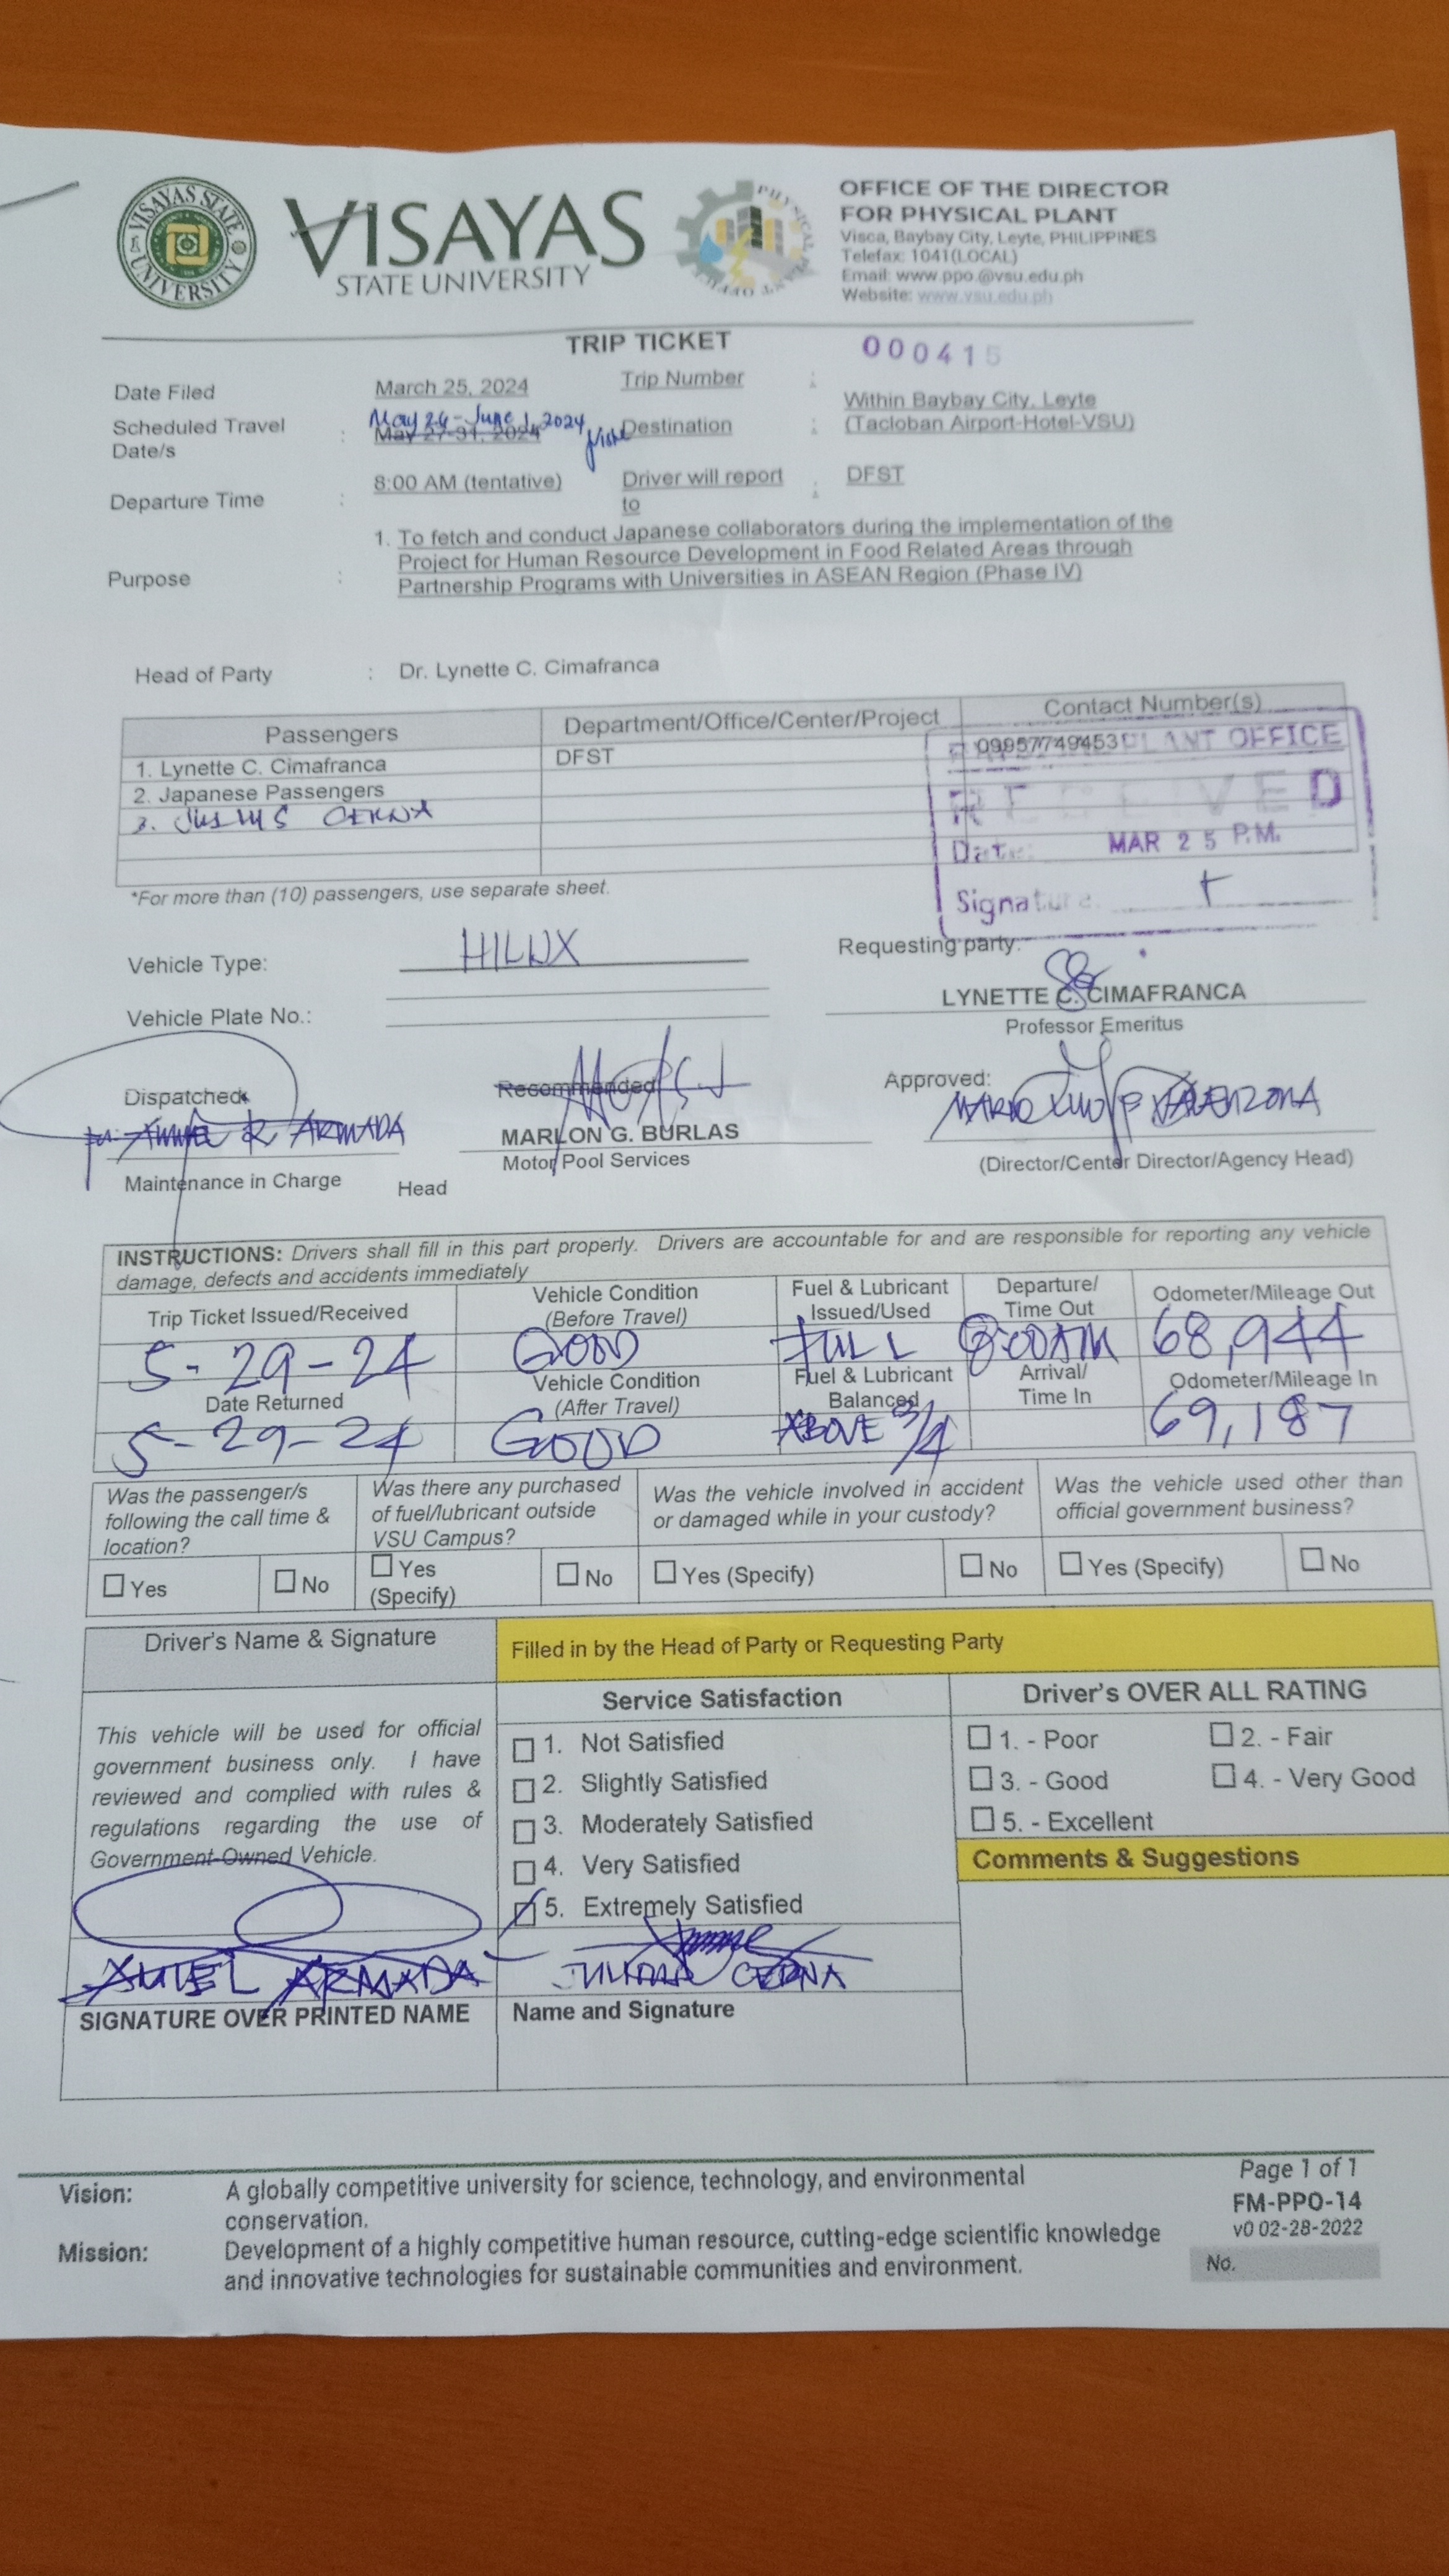 VISAYAS STATE UNIVERSITY
VISAYAS
STATE UNIVERSITY
OFFICE OF THE DIRECTOR
FOR PHYSICAL PLANT
Visca, Baybay City, Leyte, PHILIPPINES
Telefax: 1041(LOCAL)
Email: www.ppo.@vsu.edu.ph
Website: www.vsu.edu.ph
TRIP TICKET
000415
Date Filed March 25, 2024 Trip Number :
Scheduled Travel Date/s : May 26-June 1, 2024 Destination : Within Baybay City, Leyte
May 27-31, 2024 (Tacloban Airport-Hotel-VSU)
Departure Time : 8:00 AM (tentative) Driver will report to : DFST
Purpose : 1. To fetch and conduct Japanese collaborators during the implementation of the
Project for Human Resource Development in Food Related Areas through
Partnership Programs with Universities in ASEAN Region (Phase IV)
Head of Party : Dr. Lynette C. Cimafranca
Passengers Department/Office/Center/Project Contact Number(s)
1. Lynette C. Cimafranca DFST 09957749453
2. Japanese Passengers
3. CERNA
PLANT OFFICE
RECEIVED
Date: MAR 25 P.M.
Signature
*For more than (10) passengers, use separate sheet.
Vehicle Type: HILUX
Requesting party:
LYNETTE C. CIMAFRANCA
Vehicle Plate No.:
Professor Emeritus
Dispatched: Recommended Approved:
ARMADA MARLON G. BURLAS
Maintenance in Charge Head Motor Pool Services (Director/Center Director/Agency Head)
INSTRUCTIONS: Drivers shall fill in this part properly. Drivers are accountable for and are responsible for reporting any vehicle
damage, defects and accidents immediately
Trip Ticket Issued/Received Vehicle Condition (Before Travel) Fuel & Lubricant Issued/Used Departure/ Time Out Odometer/Mileage Out
5-29-24 GOOD FULL 8:00AM 68,944
Date Returned Vehicle Condition (After Travel) Fuel & Lubricant Balanced Arrival/ Time In Odometer/Mileage In
5-29-24 GOOD ABOVE 3/4 69,187
Was the passenger/s following the call time & location?
Was there any purchased of fuel/lubricant outside VSU Campus?
Was the vehicle involved in accident or damaged while in your custody?
Was the vehicle used other than official government business?
Yes No Yes (Specify) No Yes (Specify) No Yes (Specify) No
Driver's Name & Signature
Filled in by the Head of Party or Requesting Party
Service Satisfaction
Driver's OVER ALL RATING
This vehicle will be used for official
government business only. I have
reviewed and complied with rules &
regulations regarding the use of
Government-Owned Vehicle.
1. Not Satisfied
2. Slightly Satisfied
3. Moderately Satisfied
4. Very Satisfied
5. Extremely Satisfied
1. - Poor 2. - Fair
3. - Good 4. - Very Good
5. - Excellent
Comments & Suggestions
ARMADA CERNA
SIGNATURE OVER PRINTED NAME Name and Signature
Vision: A globally competitive university for science, technology, and environmental
conservation.
Mission: Development of a highly competitive human resource, cutting-edge scientific knowledge
and innovative technologies for sustainable communities and environment.
Page 1 of 1
FM-PPO-14
v0 02-28-2022
No.